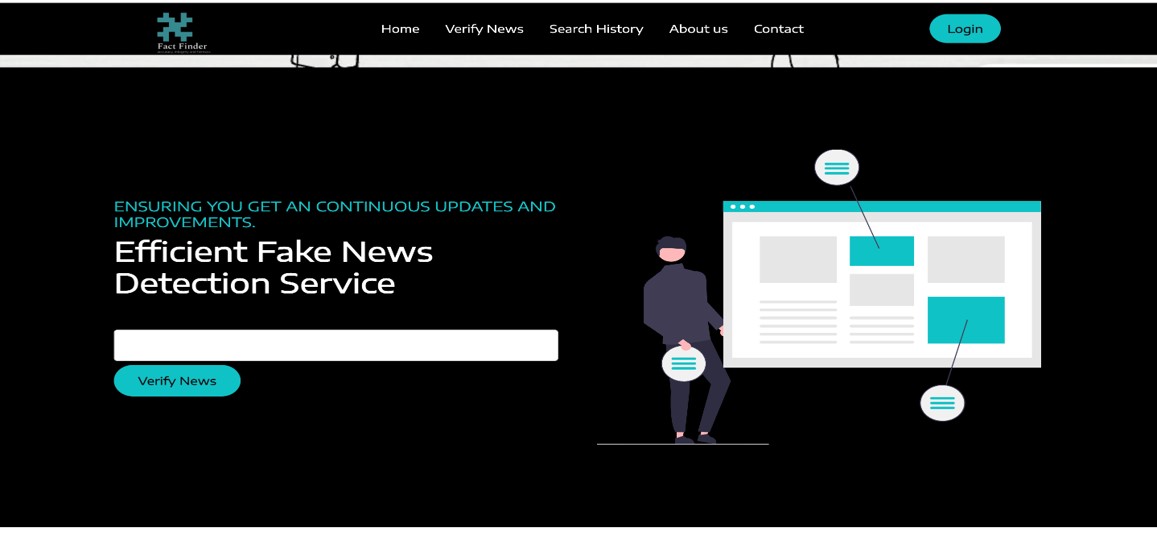 Home Verify News Search History About us Contact Login
Fact Finder
ENSURING YOU GET AN CONTINUOUS UPDATES AND
IMPROVEMENTS.
Efficient Fake News
Detection Service
Verify News